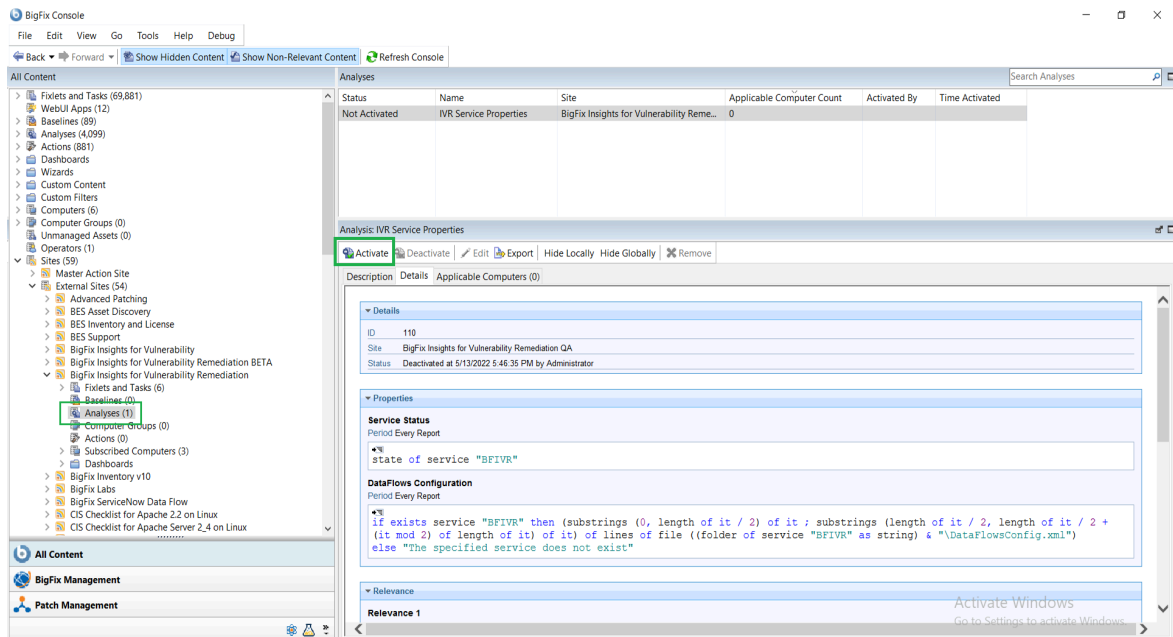 BigFix Console
File Edit View Go Tools Help Debug
Back Forward Show Hidden Content Show Non-Relevant Content Refresh Console
All Content
Fixlets and Tasks (69,881)
WebUI Apps (12)
Baselines (89)
Analyses (4,099)
Actions (881)
Dashboards
Wizards
Custom Content
Custom Filters
Computers (6)
Computer Groups (0)
Unmanaged Assets (0)
Operators (1)
Sites (59)
Master Action Site
External Sites (54)
Advanced Patching
BES Asset Discovery
BES Inventory and License
BES Support
BigFix Insights for Vulnerability
BigFix Insights for Vulnerability Remediation BETA
BigFix Insights for Vulnerability Remediation
Fixlets and Tasks (6)
Baselines (0)
Analyses (1)
Computer Groups (0)
Actions (0)
Subscribed Computers (3)
Dashboards
BigFix Inventory v10
BigFix Labs
BigFix ServiceNow Data Flow
CIS Checklist for Apache 2.2 on Linux
CIS Checklist for Apache Server 2_4 on Linux
All Content
BigFix Management
Patch Management
Analyses
Search Analyses
Status Name Site Applicable Computer Count Activated By Time Activated
Not Activated IVR Service Properties BigFix Insights for Vulnerability Reme... 0
Analysis: IVR Service Properties
Activate Deactivate Edit Export Hide Locally Hide Globally Remove
Description Details Applicable Computers (0)
Details
ID 110
Site BigFix Insights for Vulnerability Remediation QA
Status Deactivated at 5/13/2022 5:46:35 PM by Administrator
Properties
Service Status
Period Every Report
state of service "BFIVR"
DataFlows Configuration
Period Every Report
if exists service "BFIVR" then (substrings (0, length of it / 2) of it ; substrings (length of it / 2, length of it / 2 +
(it mod 2) of length of it) of it) of lines of file ((folder of service "BFIVR" as string) & "\DataFlowsConfig.xml")
else "The specified service does not exist"
Relevance
Relevance 1
Activate Windows
Go to Settings to activate Windows.